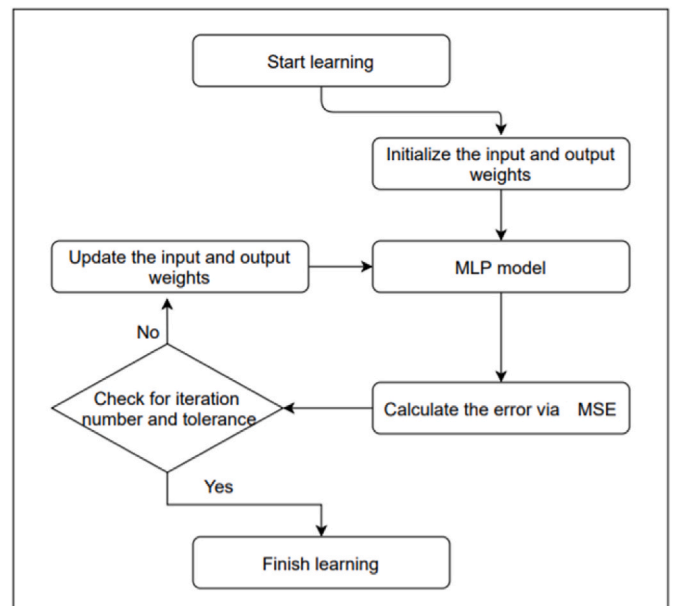 Start learning
Initialize the input and output
weights
Update the input and output
weights
MLP model
No
Check for iteration
number and tolerance
Calculate the error via MSE
Yes
Finish learning